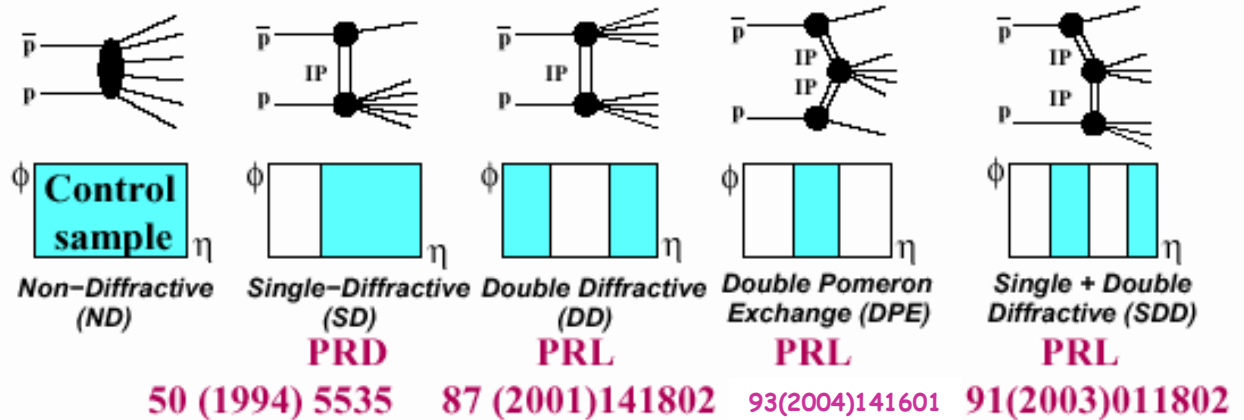 p̅ p̅ p̅ p̅ p̅
IP IP IP IP
IP IP
p p p p p
ϕ ϕ ϕ ϕ ϕ
Control
sample
η η η η η
Non-Diffractive
(ND)
Single-Diffractive
(SD)
Double Diffractive
(DD)
Double Pomeron
Exchange (DPE)
Single + Double
Diffractive (SDD)
PRD
50 (1994) 5535
PRL
87 (2001)141802
PRL
93(2004)141601
PRL
91(2003)011802